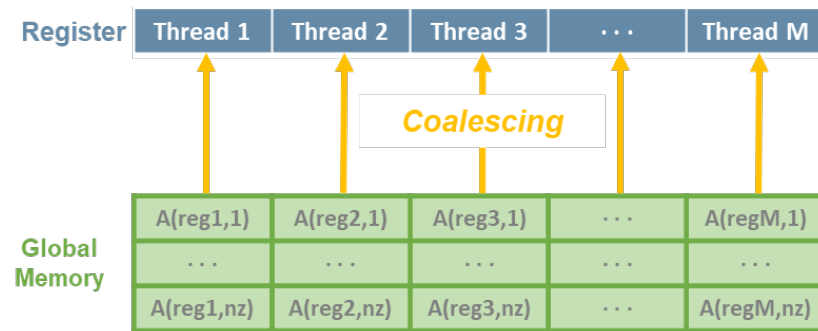 Register Thread 1 Thread 2 Thread 3 ... Thread M
Coalescing
Global Memory
A(reg1,1) A(reg2,1) A(reg3,1) ... A(regM,1)
... ... ... ... ...
A(reg1,nz) A(reg2,nz) A(reg3,nz) ... A(regM,nz)